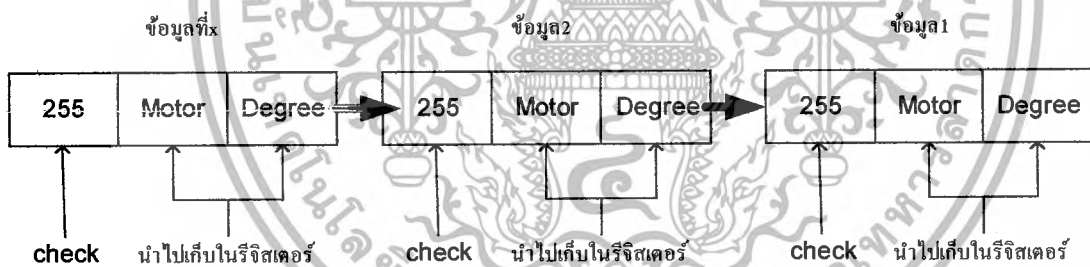 ข้อมูลที่x ข้อมูล2 ข้อมูล1
255 Motor Degree 255 Motor Degree 255 Motor Degree
check นำไปเก็บในรีจิสเตอร์ check นำไปเก็บในรีจิสเตอร์ check นำไปเก็บในรีจิสเตอร์